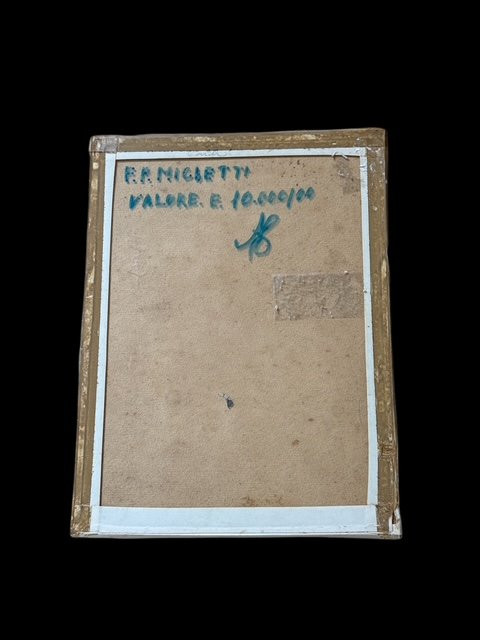 F.P. MIGLETTI
VALORE. E. 10.000/00